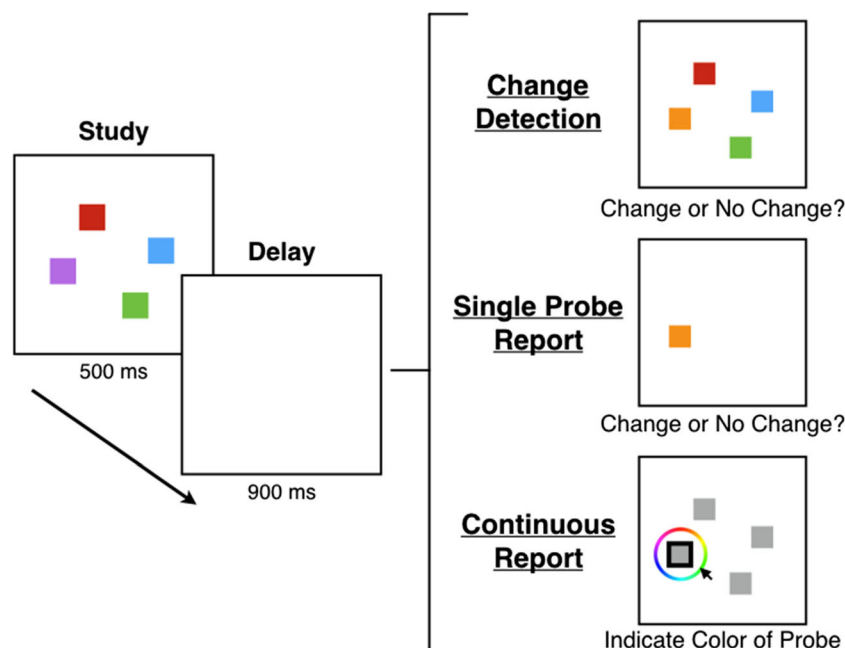 Study
500 ms
Delay
900 ms
Change
Detection
Change or No Change?
Single Probe
Report
Change or No Change?
Continuous
Report
Indicate Color of Probe